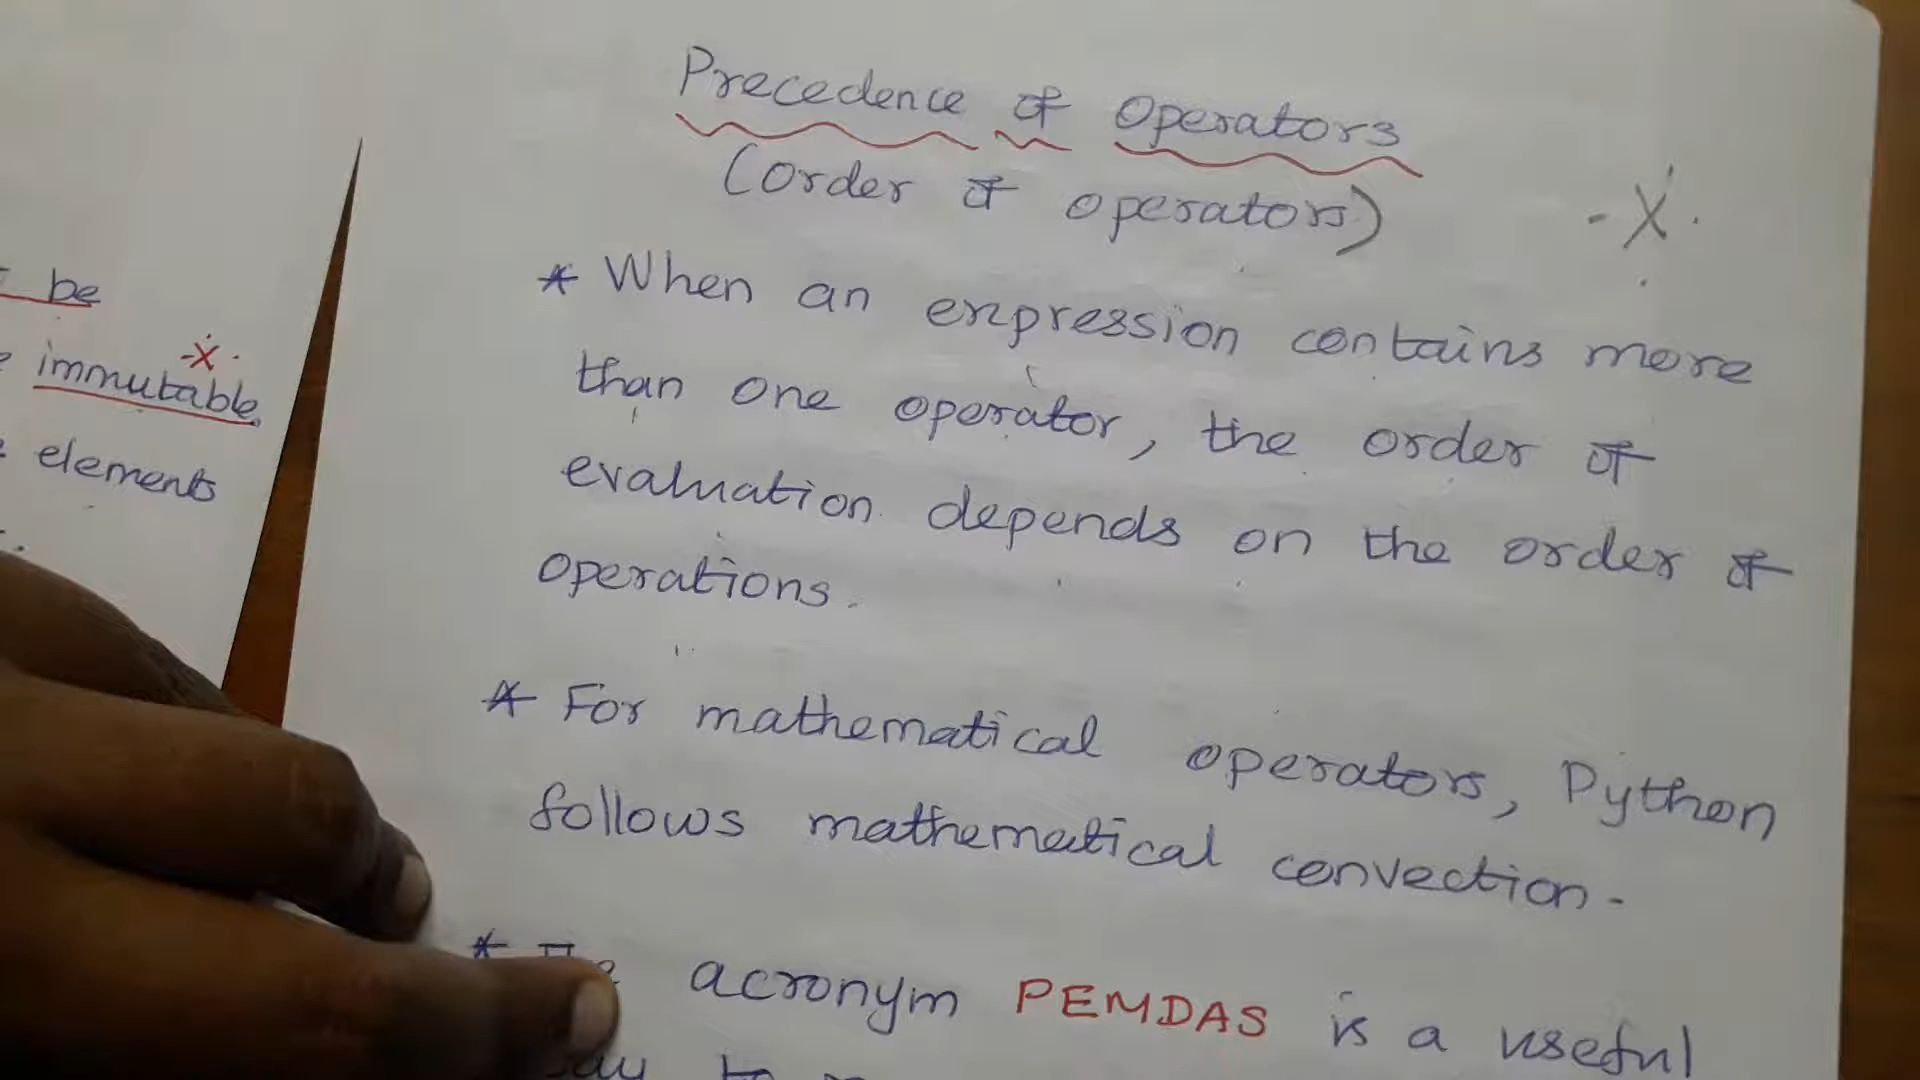 be
immutable
elements
Precedence of Operators
(Order of operators)
* When an expression contains more
than one operator, the order of
evaluation depends on the order of
operations.
* For mathematical operators, Python
follows mathematical convection.
* The acronym PEMDAS is a useful
to